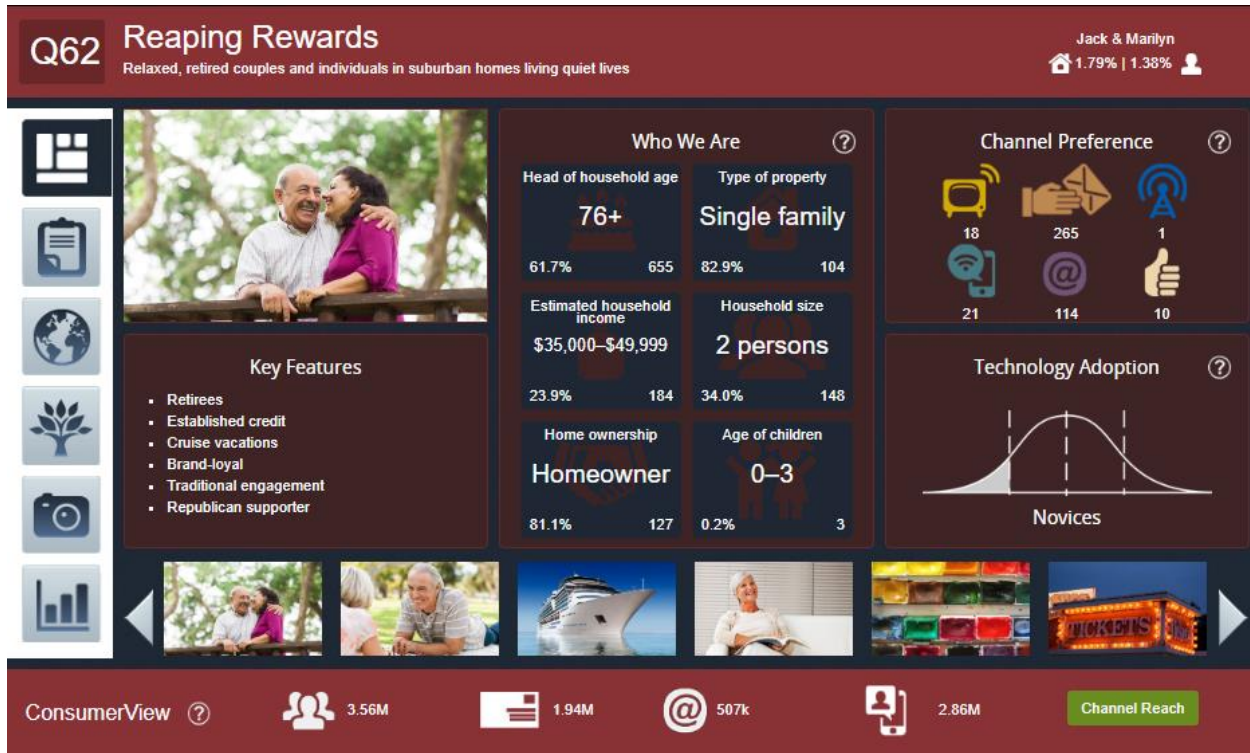 Q62
Reaping Rewards
Relaxed, retired couples and individuals in suburban homes living quiet lives
Jack & Marilyn
1.79% | 1.38%
Who We Are
?
Head of household age
76+
61.7% 655
Type of property
Single family
82.9% 104
Estimated household
income
$35,000–$49,999
23.9% 184
Household size
2 persons
34.0% 148
Home ownership
Homeowner
81.1% 127
Age of children
0–3
0.2% 3
Channel Preference
?
18 265 1
@
21 114 10
Key Features
▪ Retirees
▪ Established credit
▪ Cruise vacations
▪ Brand-loyal
▪ Traditional engagement
▪ Republican supporter
Technology Adoption
?
Novices
TICKETS
ConsumerView ?
3.56M
1.94M
@ 507k
2.86M
Channel Reach